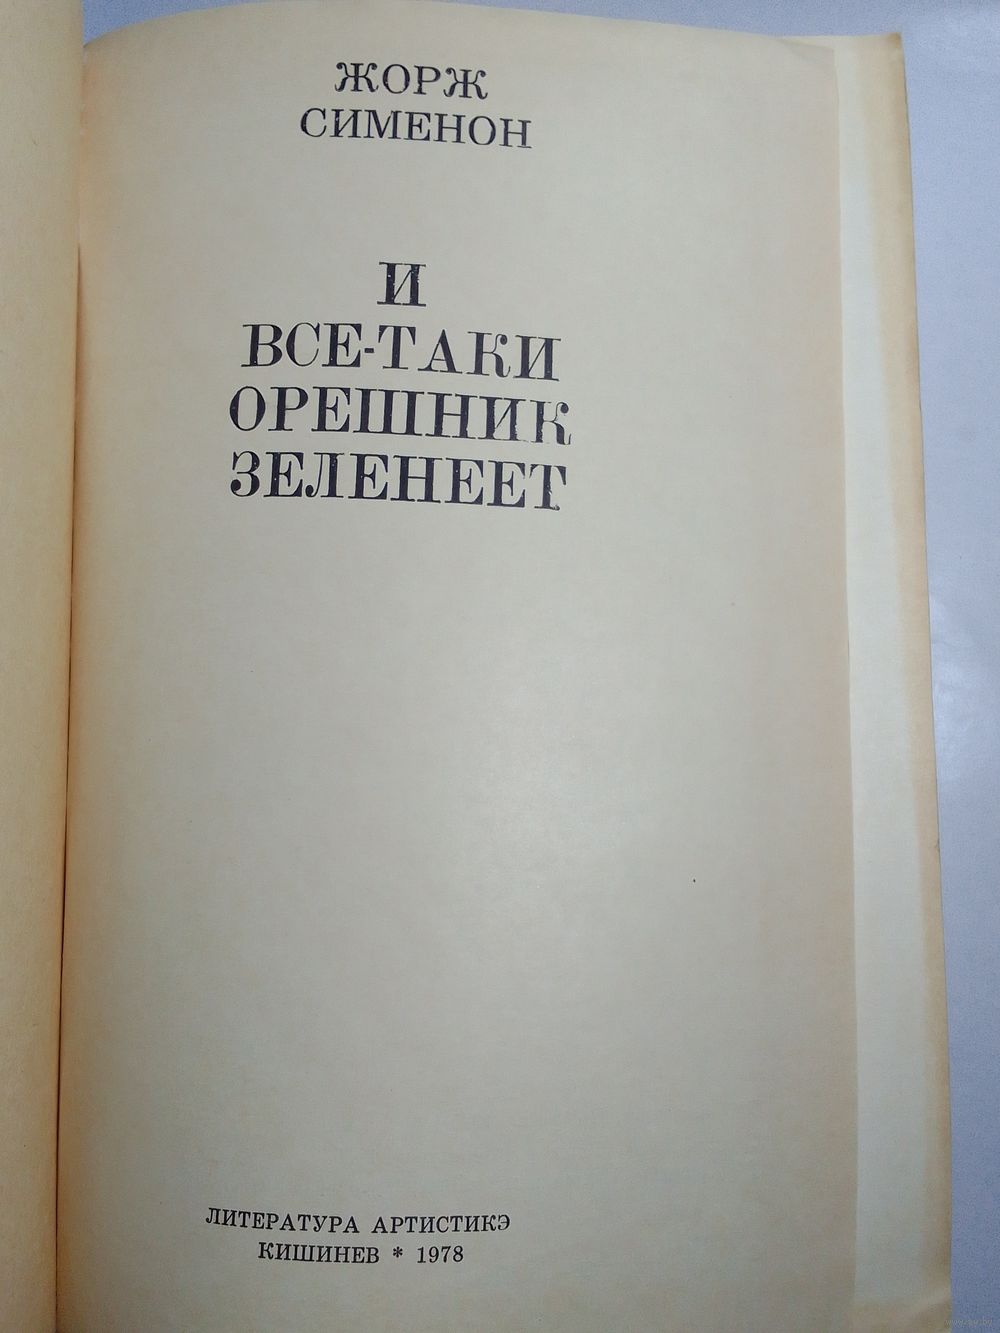 ЖОРЖ
СИМЕНОН
И
ВСЕ-ТАКИ
ОРЕШНИК
ЗЕЛЕНЕЕТ
ЛИТЕРАТУРА АРТИСТИКЭ
КИШИНЕВ * 1978